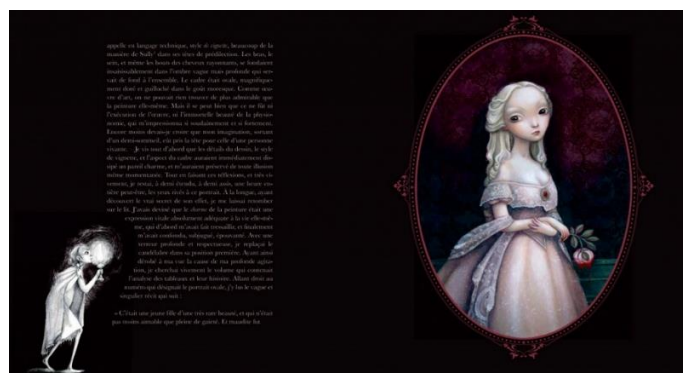 appelle en langage technique, style de vignette, beaucoup de la
manière de Sully dans ses têtes de prédilection. Les bras, le
sein, et même les bouts des cheveux rayonnants, se fondaient
insaisissablement dans l'ombre vague mais profonde qui ser-
vait de fond à l'ensemble. Le cadre était ovale, magnifique-
ment doré et guilloché dans le goût moresque. Comme œu-
vre d'art, on ne pouvait rien trouver de plus admirable que
la peinture elle-même. Mais il se peut bien que ce ne fût ni
l'exécution de l'œuvre, ni l'immortelle beauté de la physio-
nomie, qui m'impressionna si soudainement et si fortement.
Encore moins devais-je croire que mon imagination, sortant
d'un demi-sommeil, eût pris la tête pour celle d'une personne
vivante. – Je vis tout d'abord que les détails du dessin, le style
de vignette, et l'aspect du cadre auraient immédiatement dis-
sipé un pareil charme, et m'auraient préservé de toute illusion
même momentanée. Tout en faisant ces réflexions, et très vi-
vement, je restai, à demi étendu, à demi assis, une heure en-
tière peut-être, les yeux rivés à ce portrait. À la longue, ayant
découvert le vrai secret de son effet, je me laissai retomber
sur le lit. J'avais deviné que le charme de la peinture était une
expression vitale absolument adéquate à la vie elle-mê-
me, qui d'abord m'avait fait tressaillir, et finalement
m'avait confondu, subjugué, épouvanté. Avec une
terreur profonde et respectueuse, je replaçai le
candélabre dans sa position première. Ayant ainsi
dérobé à ma vue la cause de ma profonde agita-
tion, je cherchai vivement le volume qui contenait
l'analyse des tableaux et leur histoire. Allant droit au
numéro qui désignait le portrait ovale, j'y lus le vague et
singulier récit qui suit :
« C'était une jeune fille d'une très rare beauté, et qui n'était
pas moins aimable que pleine de gaieté. Et maudite fut